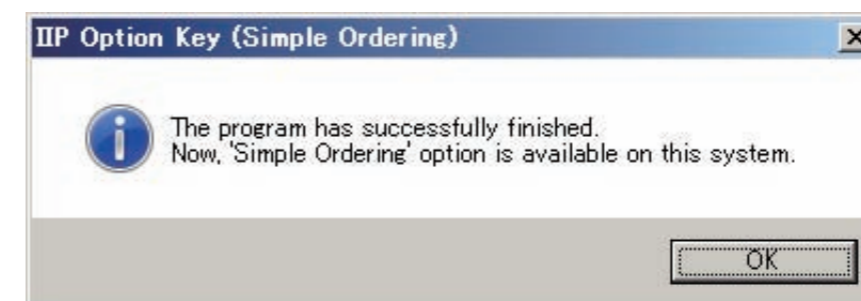 IIP Option Key (Simple Ordering)
The program has successfully finished.
Now, 'Simple Ordering' option is available on this system.
OK